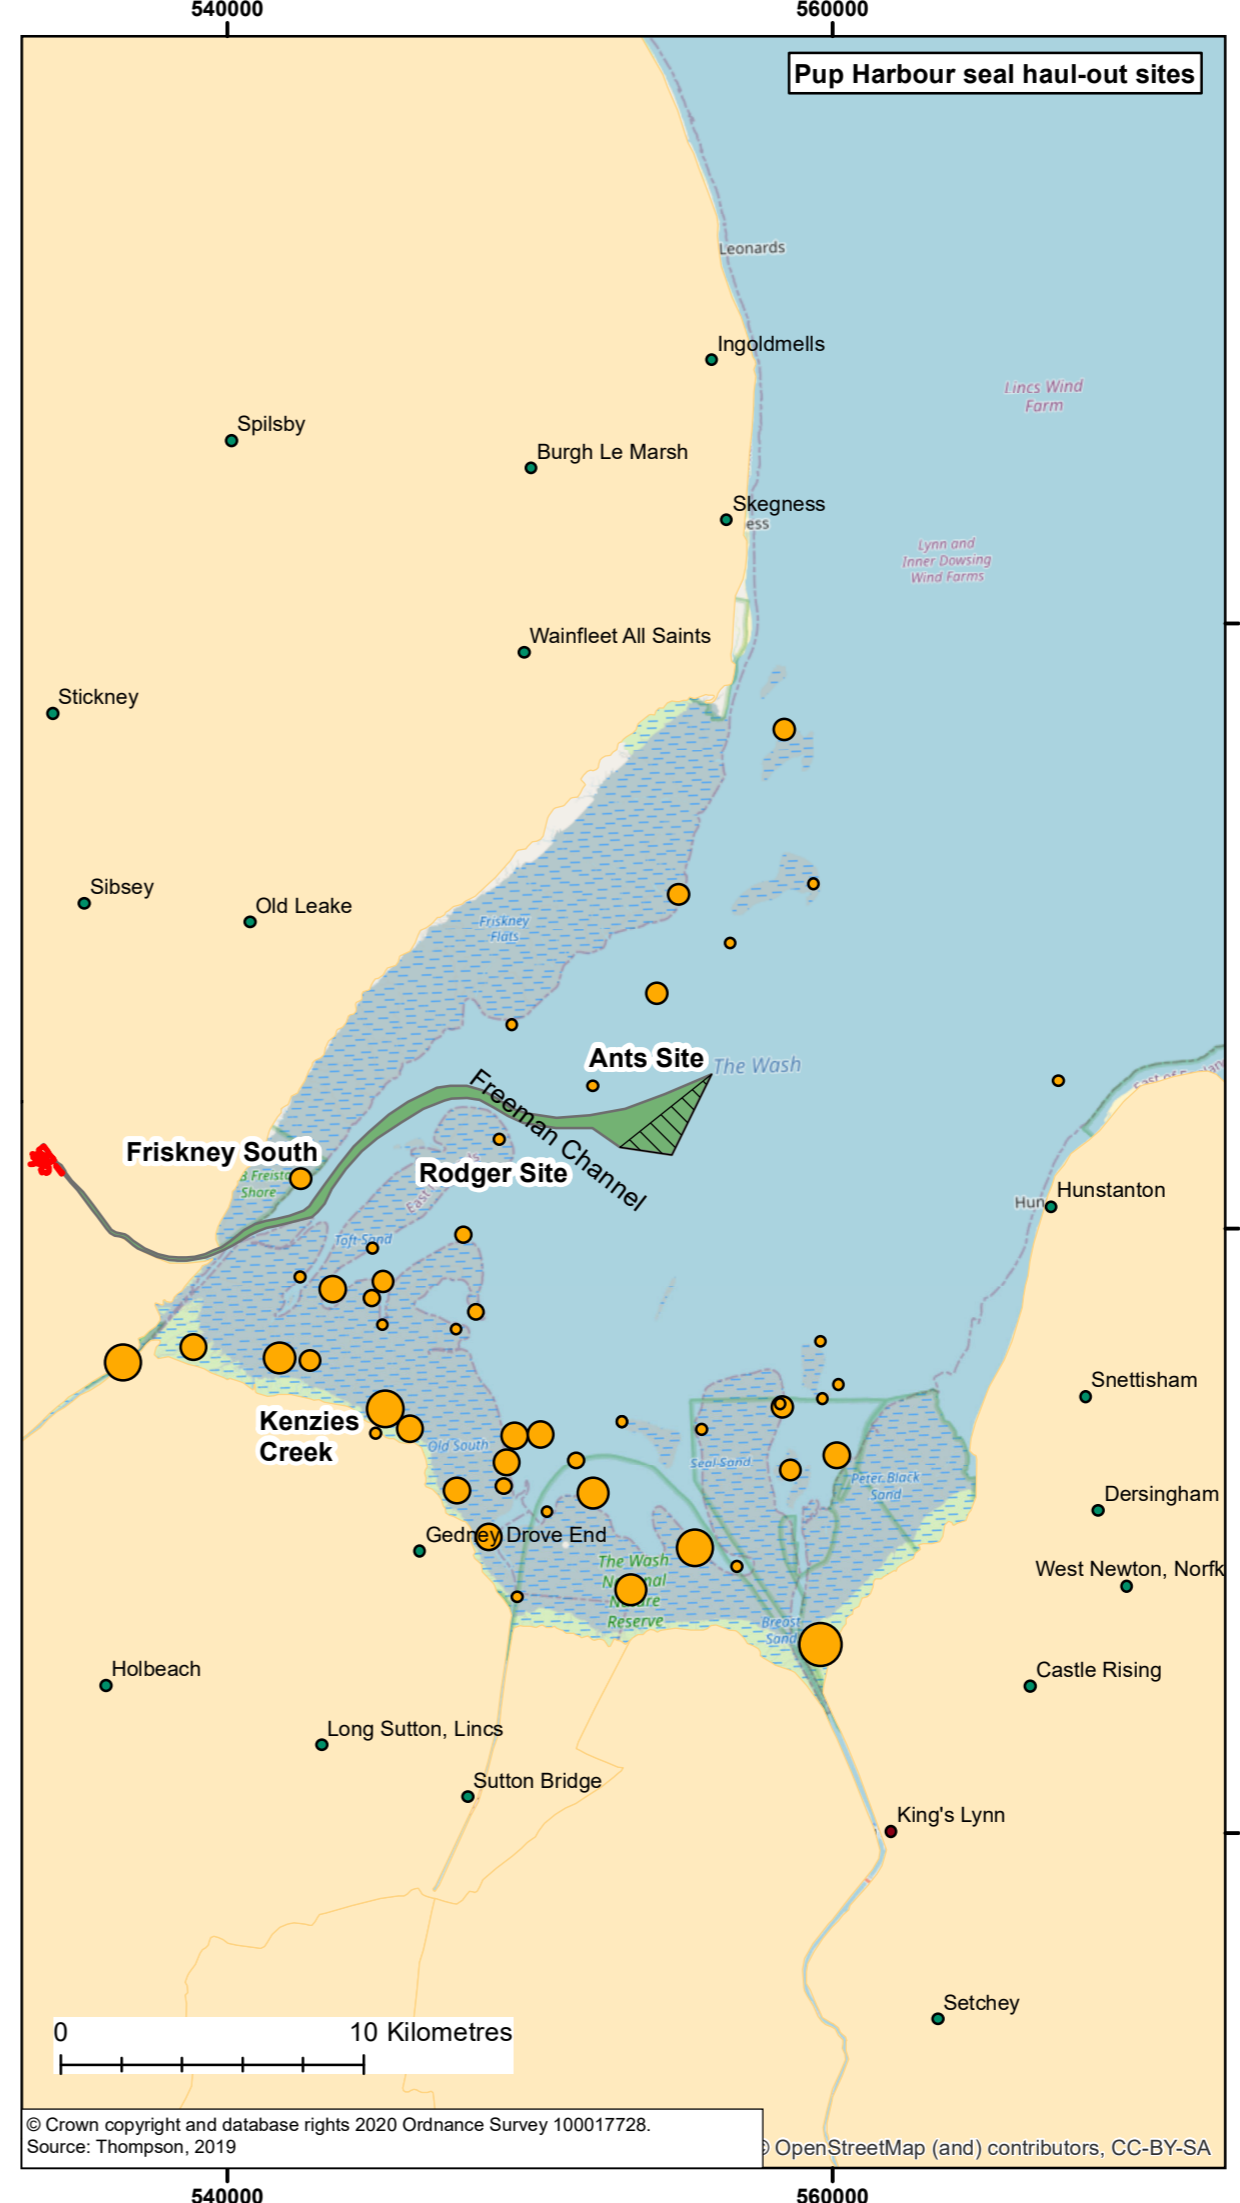 540000
560000
Pup Harbour seal haul-out sites
Leonards
Ingoldmells
Lincs Wind
Farm
Spilsby
Burgh Le Marsh
Skegness
ess
Lynn and
Inner Dowsing
Wind Farms
Wainfleet All Saints
Stickney
Sibsey
Old Leake
Friskney
Flats
Ants Site
The Wash
Freeman Channel
Friskney South
Rodger Site
Shore
Hunstanton
Hun
Toft Sand
Snettisham
Kenzies
Creek
Old South
Seal Sand
Peter Black
Sand
Dersingham
Gedney Drove End
The Wash
Reserve
West Newton, Norfk
Breast
Sand
Holbeach
Castle Rising
Long Sutton, Lincs
Sutton Bridge
King's Lynn
Setchey
0
10 Kilometres
© Crown copyright and database rights 2020 Ordnance Survey 100017728.
Source: Thompson, 2019
OpenStreetMap (and) contributors, CC-BY-SA
540000
560000